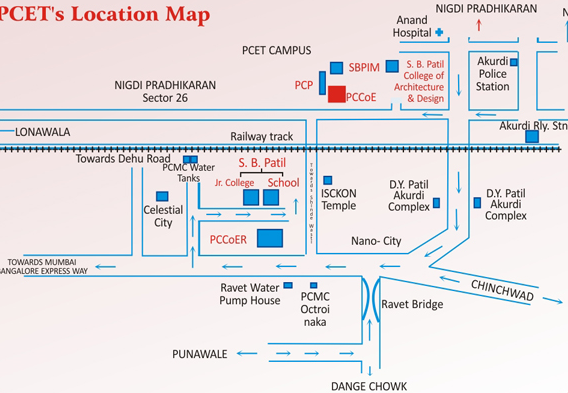 PCET's Location Map
NIGDI PRADHIKARAN
N
Anand
Hospital
PCET CAMPUS
SBPIM
PCP
PCCoE
S. B. Patil
College of
Architecture
& Design
Akurdi
Police
Station
NIGDI PRADHIKARAN
Sector 26
LONAWALA
Railway track
Akurdi Rly. Stn
Towards Dehu Road
PCMC Water
Tanks
S. B. Patil
Jr. College
School
Towards Shinde Wasti
ISCKON
Temple
D.Y. Patil
Akurdi
Complex
D.Y. Patil
Akurdi
Complex
Celestial
City
PCCoER
Nano- City
TOWARDS MUMBAI
BANGALORE EXPRESS WAY
CHINCHWAD
Ravet Water
Pump House
PCMC
Octroi
naka
Ravet Bridge
PUNAWALE
DANGE CHOWK